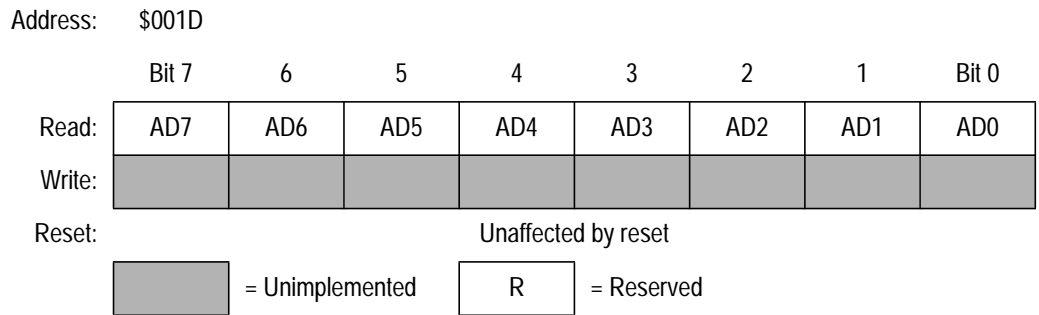 Address: $001D
Bit 7 6 5 4 3 2 1 Bit 0
Read: AD7 AD6 AD5 AD4 AD3 AD2 AD1 AD0
Write:
Reset: Unaffected by reset
= Unimplemented R = Reserved